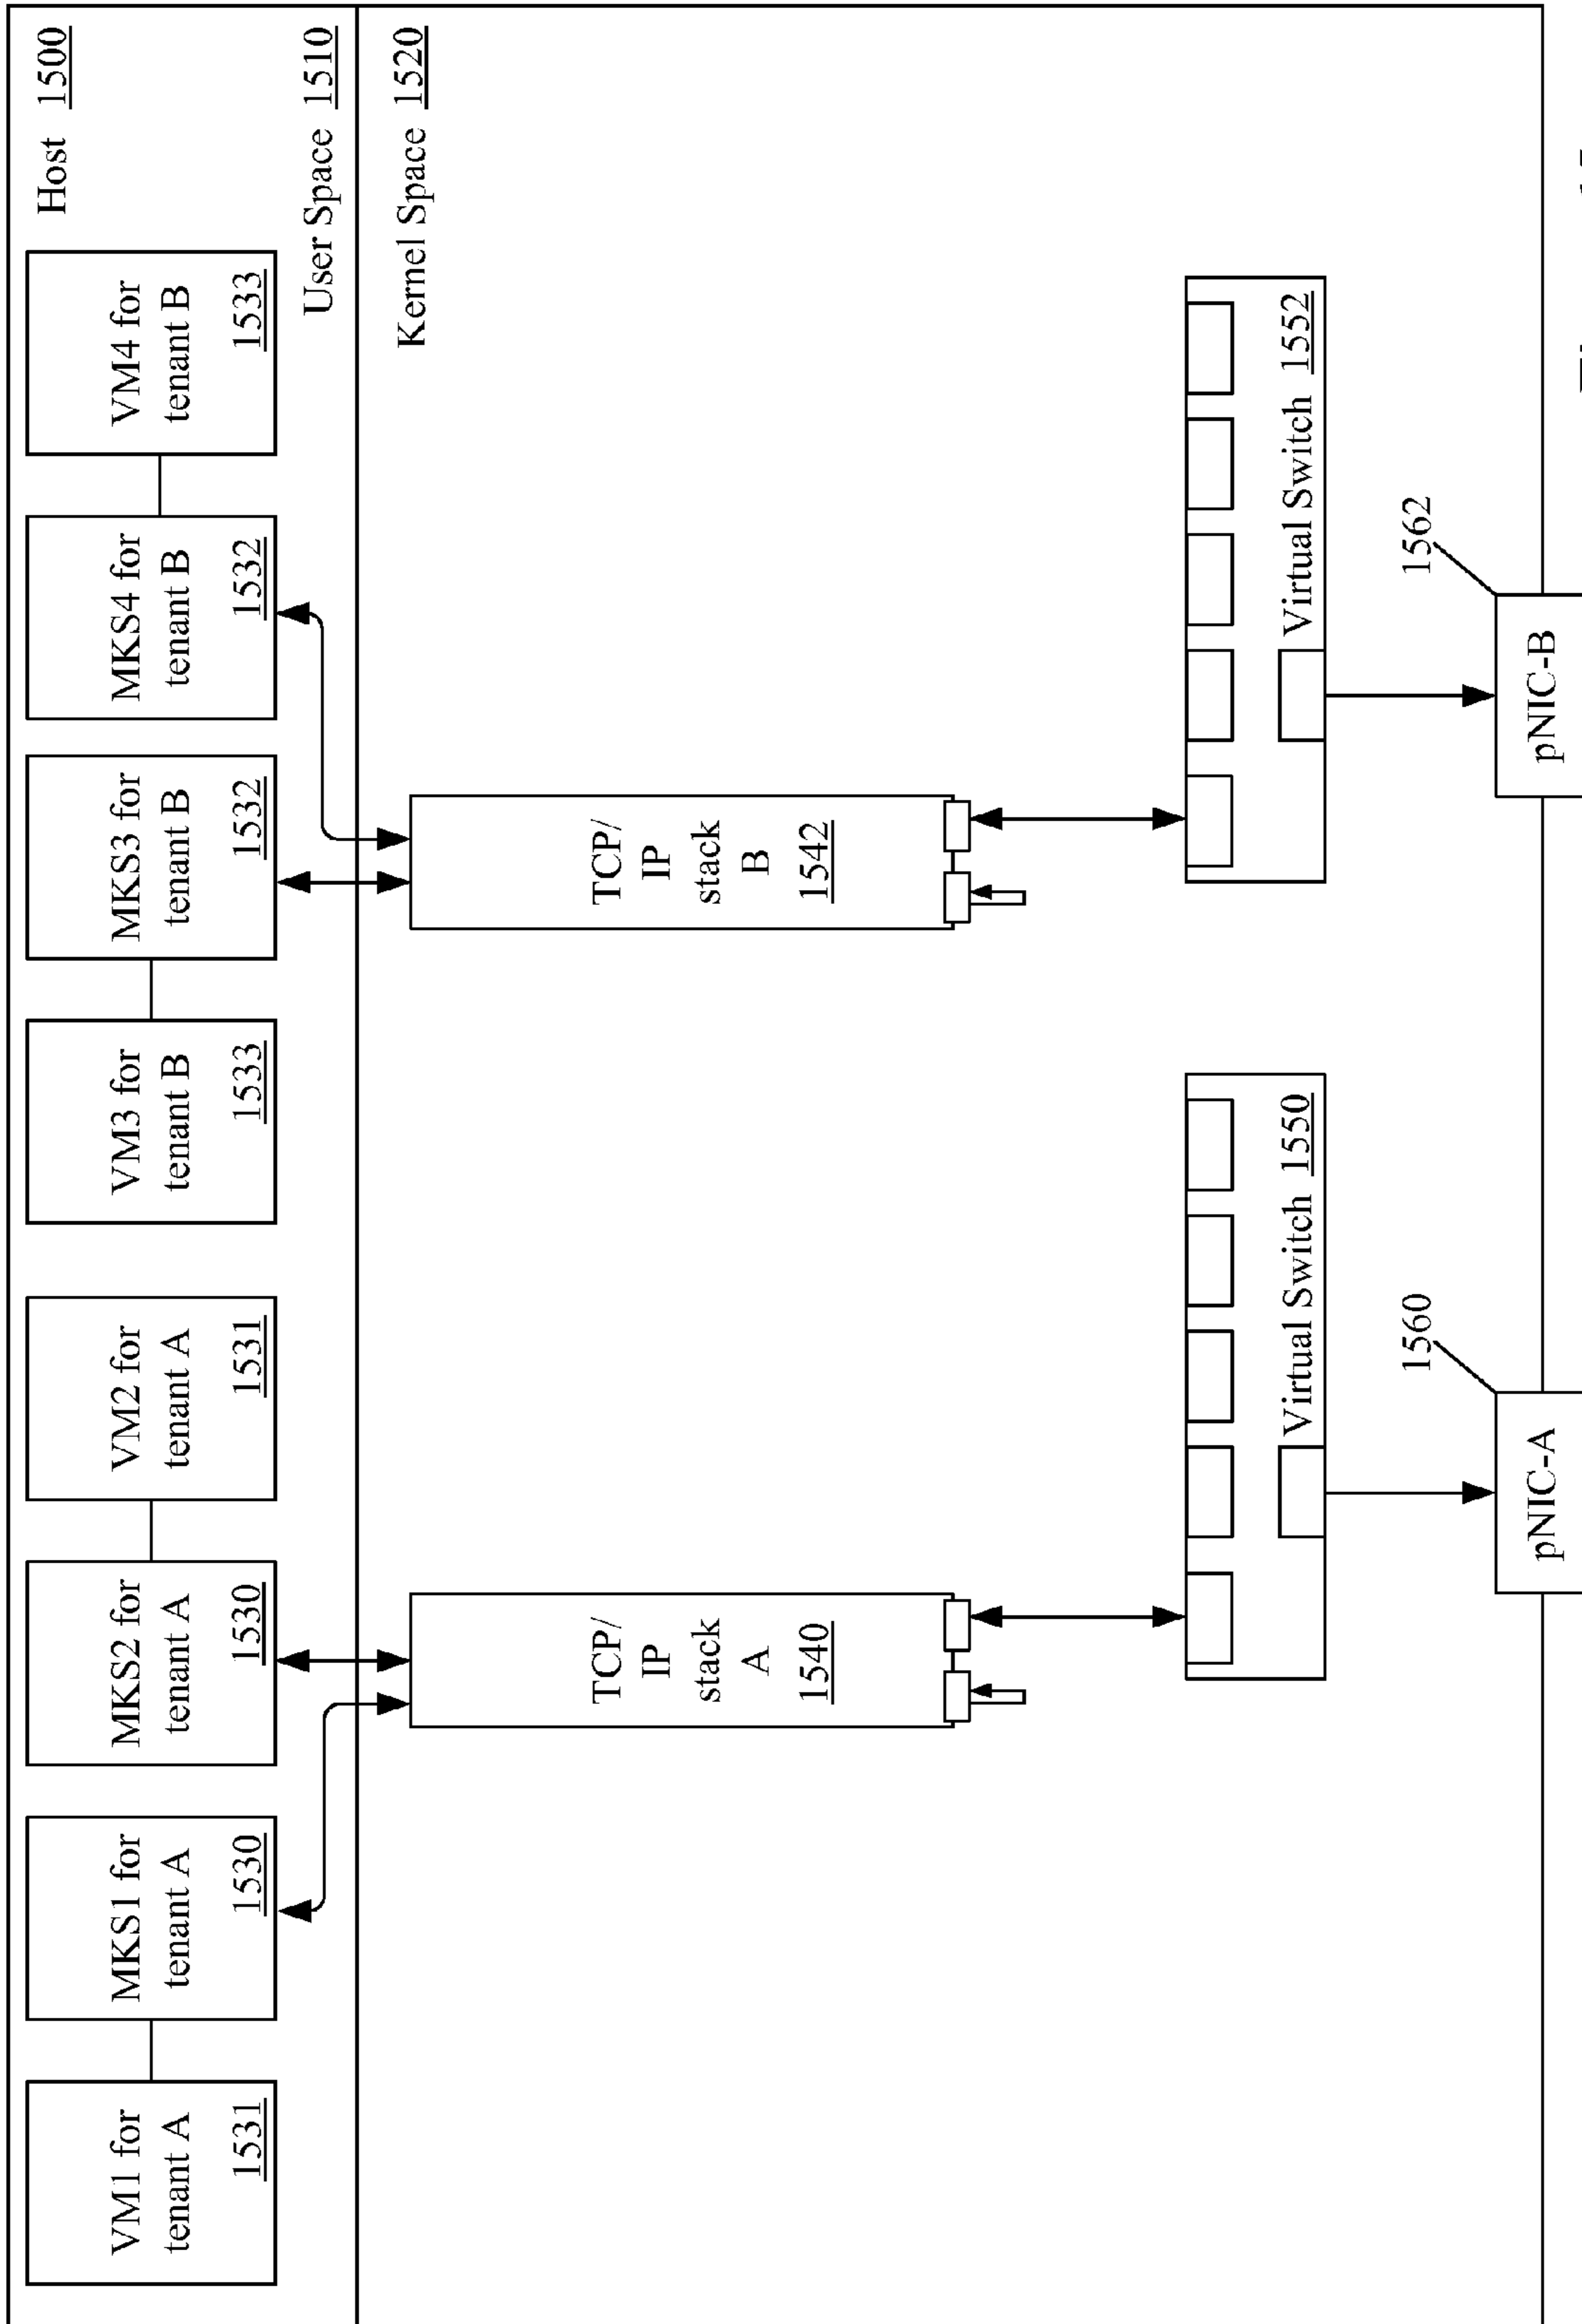 Host 1500
VM1 for
tenant A
1531
MKS1 for
tenant A
1530
MKS2 for
tenant A
1530
VM2 for
tenant A
1531
VM3 for
tenant B
1533
MKS3 for
tenant B
1532
MKS4 for
tenant B
1532
VM4 for
tenant B
1533
User Space 1510
Kernel Space 1520
TCP/
IP
stack
A
1540
TCP/
IP
stack
B
1542
Virtual Switch 1550
Virtual Switch 1552
1560
1562
pNIC-A
pNIC-B